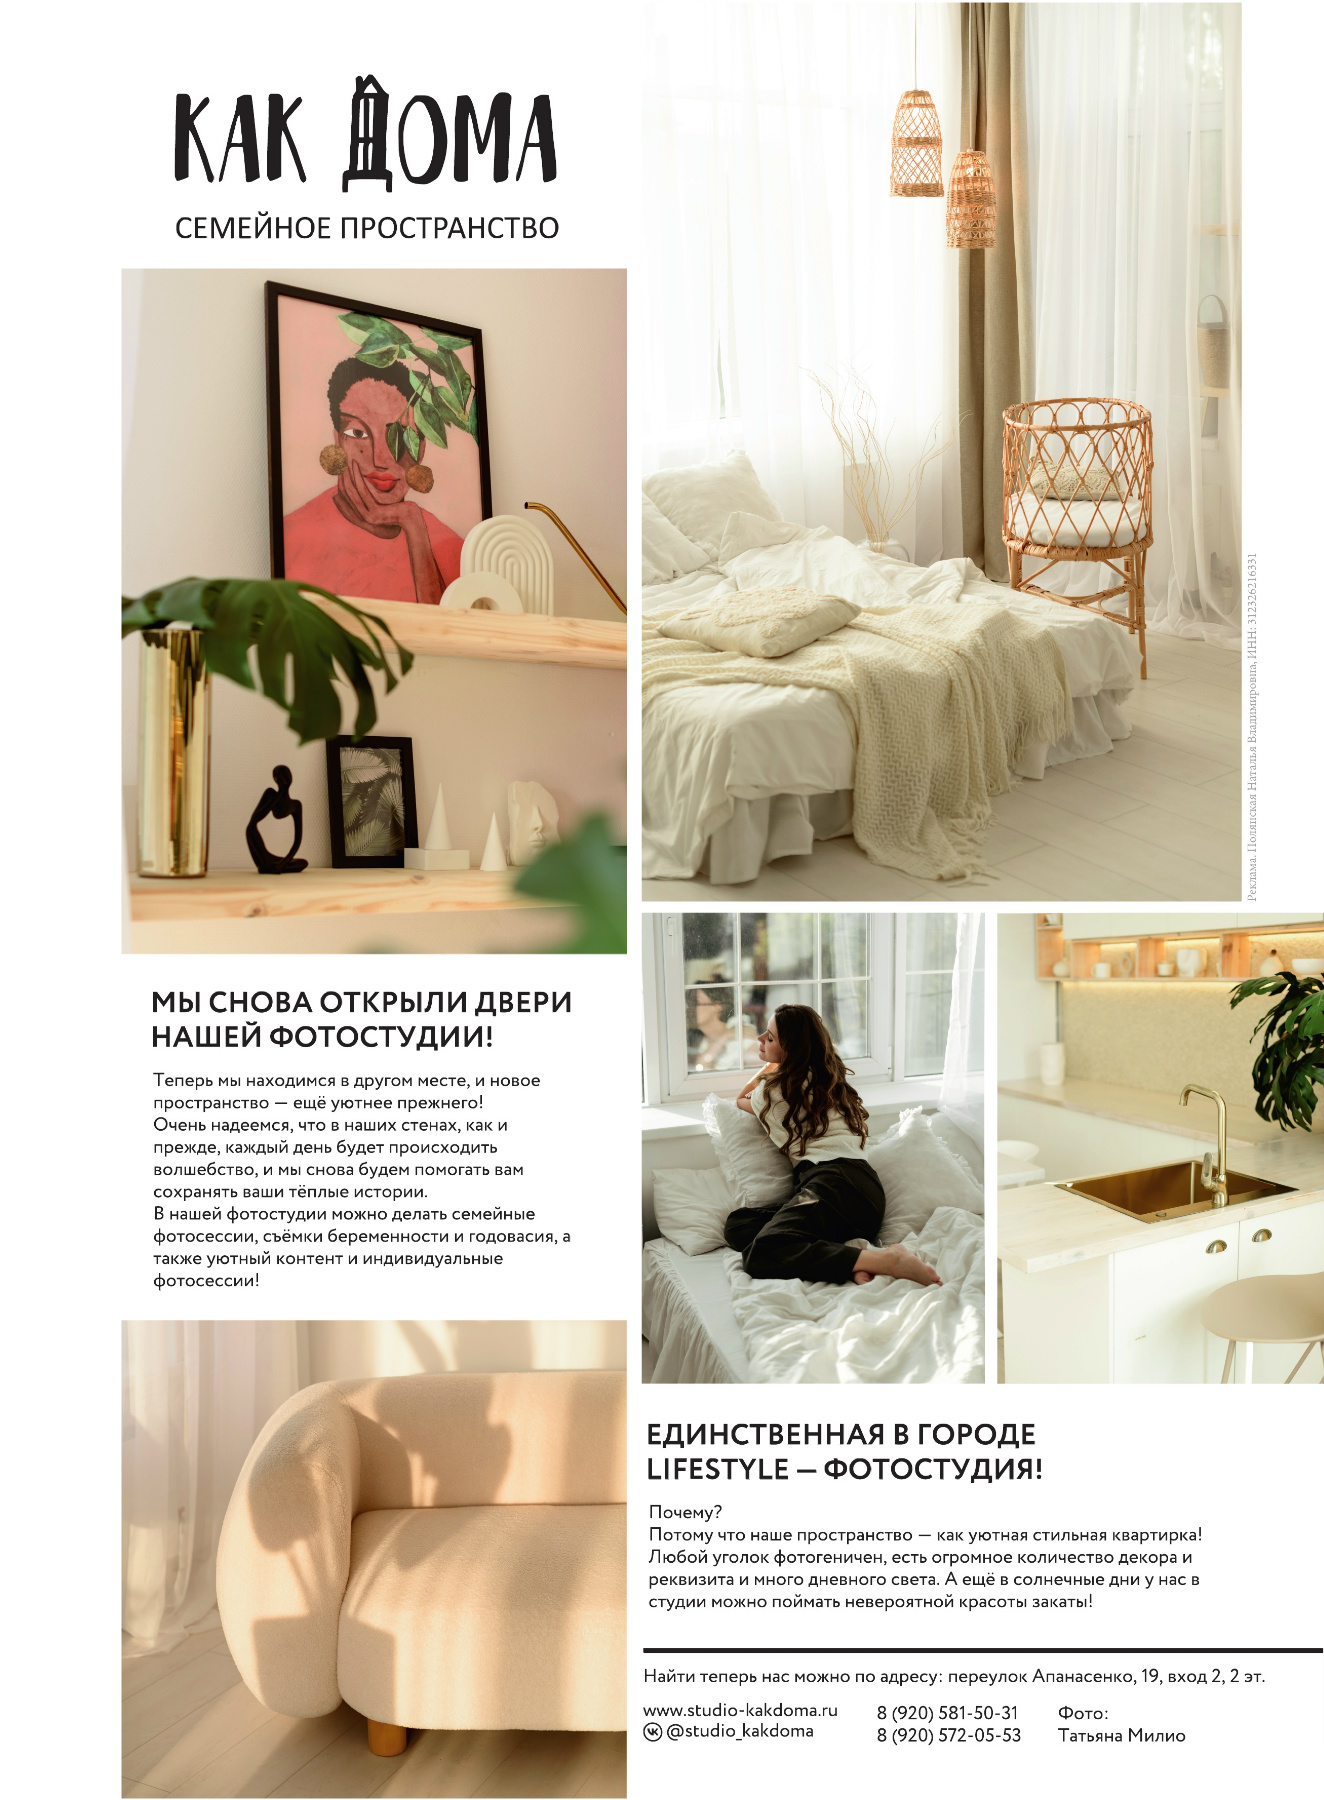 КАК ДОМА
СЕМЕЙНОЕ ПРОСТРАНСТВО
МЫ СНОВА ОТКРЫЛИ ДВЕРИ
НАШЕЙ ФОТОСТУДИИ!
Теперь мы находимся в другом месте, и новое
пространство — ещё уютнее прежнего!
Очень надеемся, что в наших стенах, как и
прежде, каждый день будет происходить
волшебство, и мы снова будем помогать вам
сохранять ваши тёплые истории.
В нашей фотостудии можно делать семейные
фотосессии, съёмки беременности и годовасия, а
также уютный контент и индивидуальные
фотосессии!
Реклама. Полянская Наталья Владимировна, ИНН: 312326216331
ЕДИНСТВЕННАЯ В ГОРОДЕ
LIFESTYLE — ФОТОСТУДИЯ!
Почему?
Потому что наше пространство — как уютная стильная квартирка!
Любой уголок фотогеничен, есть огромное количество декора и
реквизита и много дневного света. А ещё в солнечные дни у нас в
студии можно поймать невероятной красоты закаты!
Найти теперь нас можно по адресу: переулок Апанасенко, 19, вход 2, 2 эт.
www.studio-kakdoma.ru
@studio_kakdoma
8 (920) 581-50-31
8 (920) 572-05-53
Фото:
Татьяна Милио